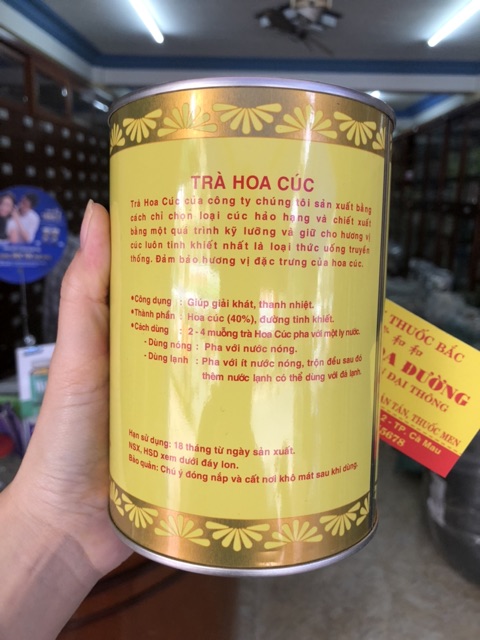 TRÀ HOA CÚC
Trà Hoa Cúc của công ty chúng tôi sản xuất bằng
cách chỉ chọn loại cúc hảo hạng và chiết xuất
bằng một quá trình kỹ lưỡng và giữ cho hương vị
cúc luôn tinh khiết nhất là loại thức uống truyền
thống. Đảm bảo hương vị đặc trưng của hoa cúc.
*Công dụng : Giúp giải khát, thanh nhiệt.
*Thành phần : Hoa cúc (40%), đường tinh khiết.
*Cách dùng : 2 - 4 muỗng trà Hoa Cúc pha với một ly nước.
- Dùng nóng : Pha với nước nóng.
- Dùng lạnh : Pha với ít nước nóng, trộn đều sau đó
thêm nước lạnh có thể dùng với đá lạnh.
Hạn sử dụng: 18 tháng từ ngày sản xuất.
NSX, HSD xem dưới đáy lon.
Bảo quản: Chú ý đóng nắp và cất nơi khô mát sau khi dùng.
THUỐC BẮC
DƯỜNG
ĐẠI THÔNG
TÁN, THUỐC MEN
2 - TP. Cà Mau
5678